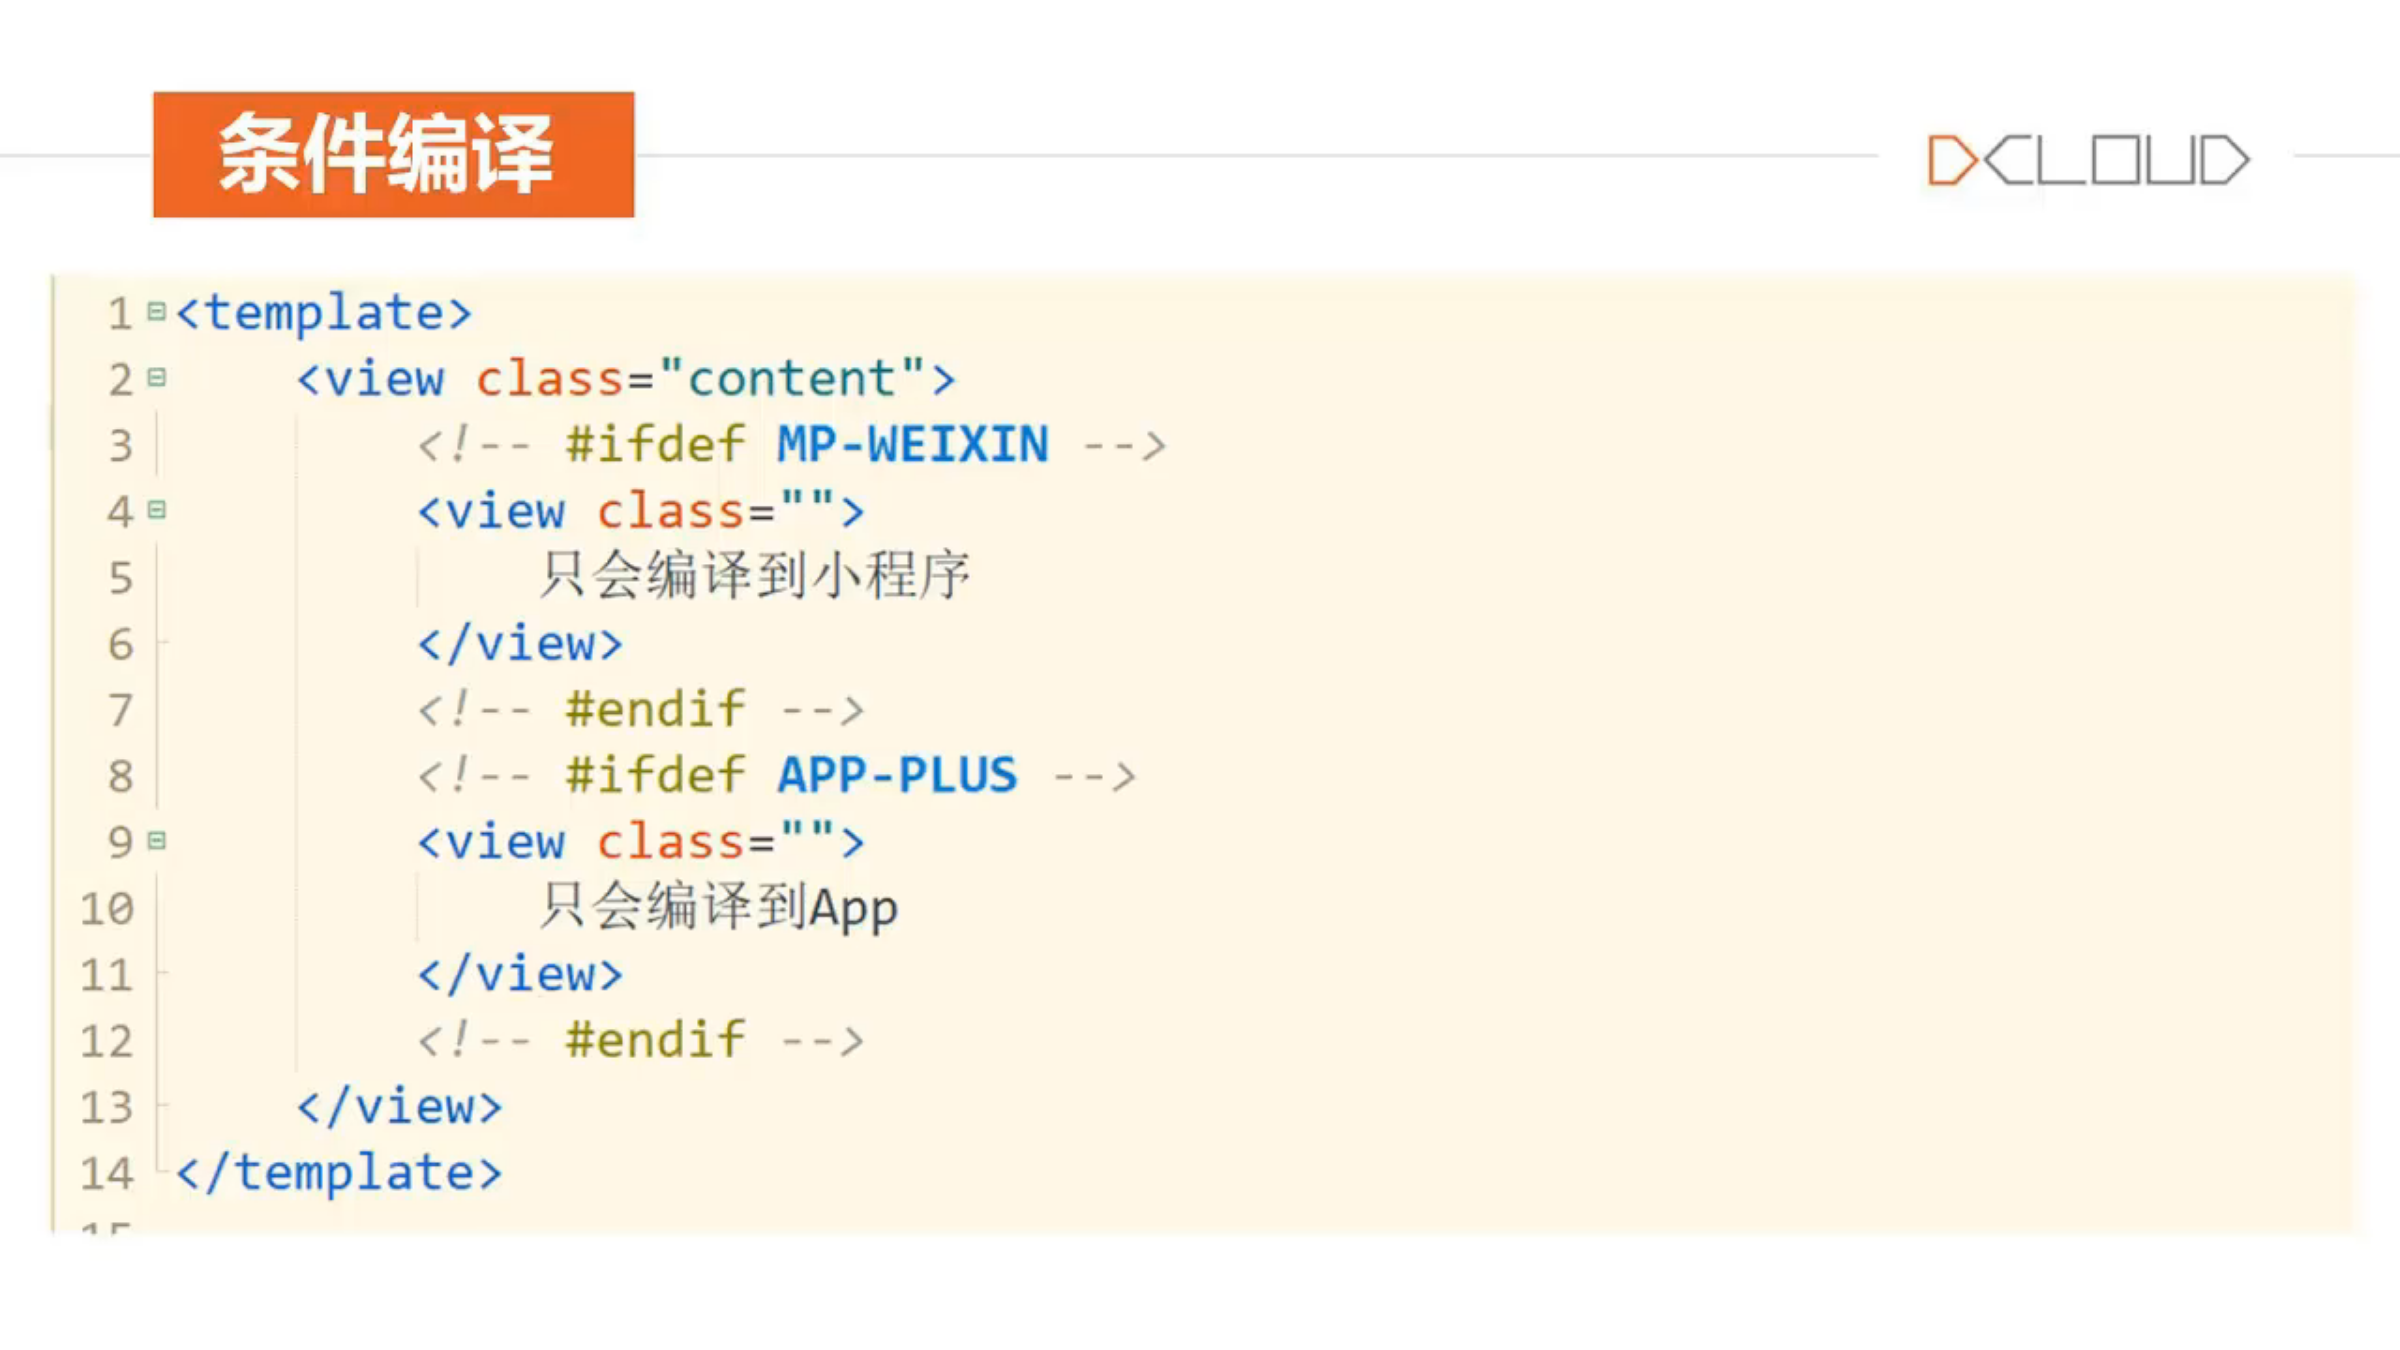 条件编译
DCLOUD
1 <template>
2     <view class="content">
3         <!-- #ifdef MP-WEIXIN -->
4         <view class="">
5             只会编译到小程序
6         </view>
7         <!-- #endif -->
8         <!-- #ifdef APP-PLUS -->
9         <view class="">
10             只会编译到App
11         </view>
12         <!-- #endif -->
13     </view>
14 </template>